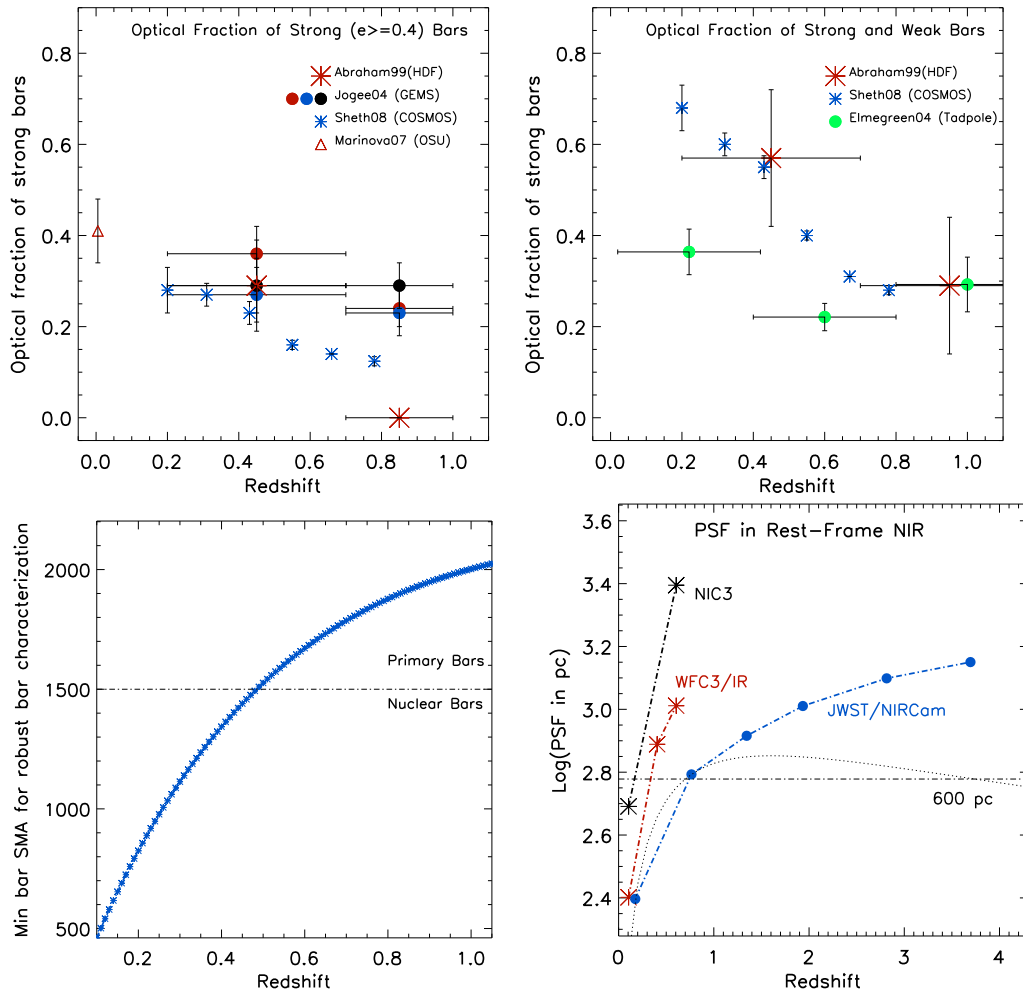 Optical Fraction of Strong (e>=0.4) Bars
Abraham99(HDF)
Jogee04 (GEMS)
Sheth08 (COSMOS)
Marinova07 (OSU)
Optical fraction of strong bars
0.8
0.6
0.4
0.2
0.0
0.0 0.2 0.4 0.6 0.8 1.0
Redshift
Optical Fraction of Strong and Weak Bars
Abraham99(HDF)
Sheth08 (COSMOS)
Elmegreen04 (Tadpole)
Optical fraction of strong bars
0.8
0.6
0.4
0.2
0.0
0.2 0.4 0.6 0.8 1.0
Redshift
Min bar SMA for robust bar characterization
2000
1500
1000
500
Primary Bars
Nuclear Bars
0.2 0.4 0.6 0.8 1.0
Redshift
PSF in Rest-Frame NIR
Log(PSF in pc)
3.6
3.4
3.2
3.0
2.8
2.6
2.4
NIC3
WFC3/IR
JWST/NIRCam
600 pc
0 1 2 3 4
Redshift